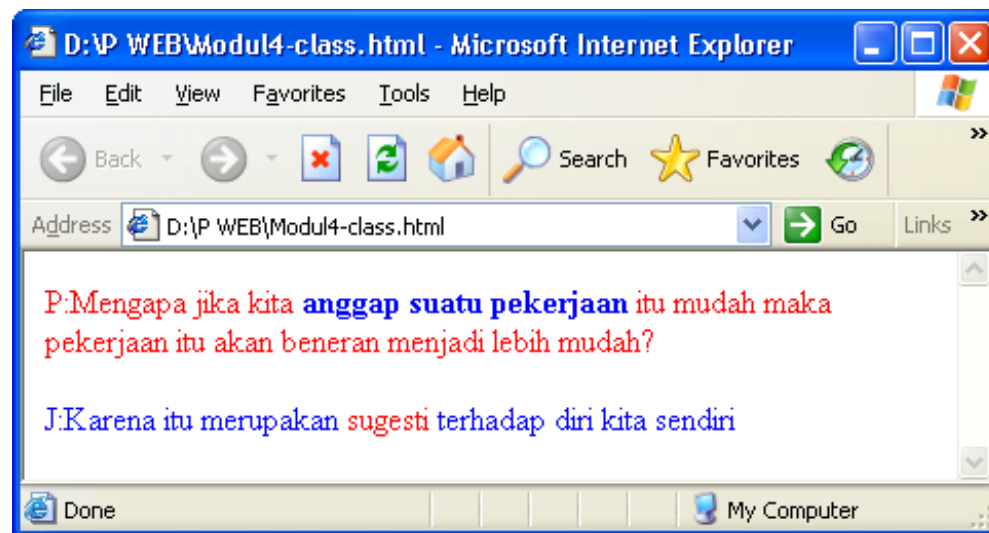 D:\P WEB\Modul4-class.html - Microsoft Internet Explorer
File Edit View Favorites Tools Help
Back Search Favorites »
Address D:\P WEB\Modul4-class.html Go Links »
P:Mengapa jika kita anggap suatu pekerjaan itu mudah maka
pekerjaan itu akan beneran menjadi lebih mudah?
J:Karena itu merupakan sugesti terhadap diri kita sendiri
Done My Computer